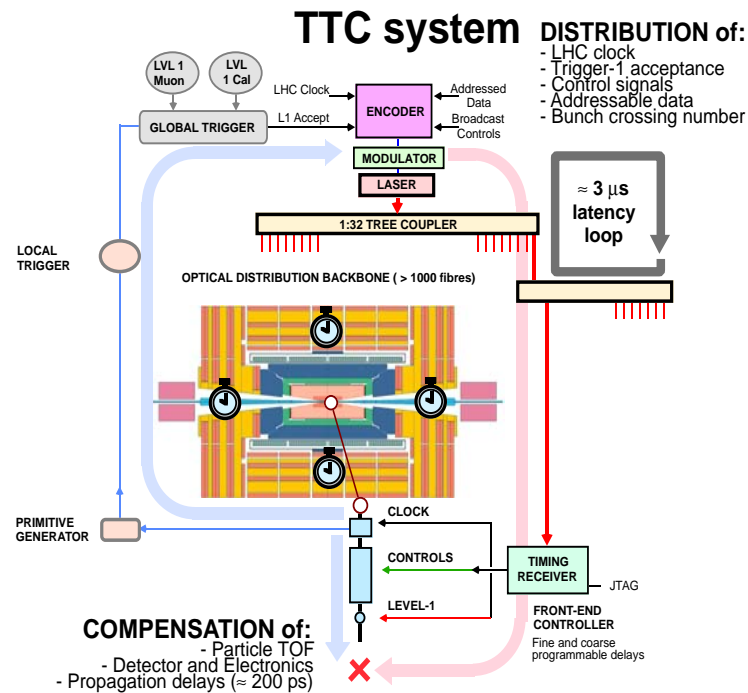 TTC system
DISTRIBUTION of:
- LHC clock
- Trigger-1 acceptance
- Control signals
- Addressable data
- Bunch crossing number
LVL 1
Muon
LVL
1 Cal
GLOBAL TRIGGER
LHC Clock
L1 Accept
ENCODER
Addressed
Data
Broadcast
Controls
MODULATOR
LASER
1:32 TREE COUPLER
≈ 3 µs
latency
loop
LOCAL
TRIGGER
OPTICAL DISTRIBUTION BACKBONE ( > 1000 fibres)
PRIMITIVE
GENERATOR
CLOCK
CONTROLS
LEVEL-1
TIMING
RECEIVER
JTAG
FRONT-END
CONTROLLER
Fine and coarse
programmable delays
COMPENSATION of:
- Particle TOF
- Detector and Electronics
- Propagation delays (≈ 200 ps)